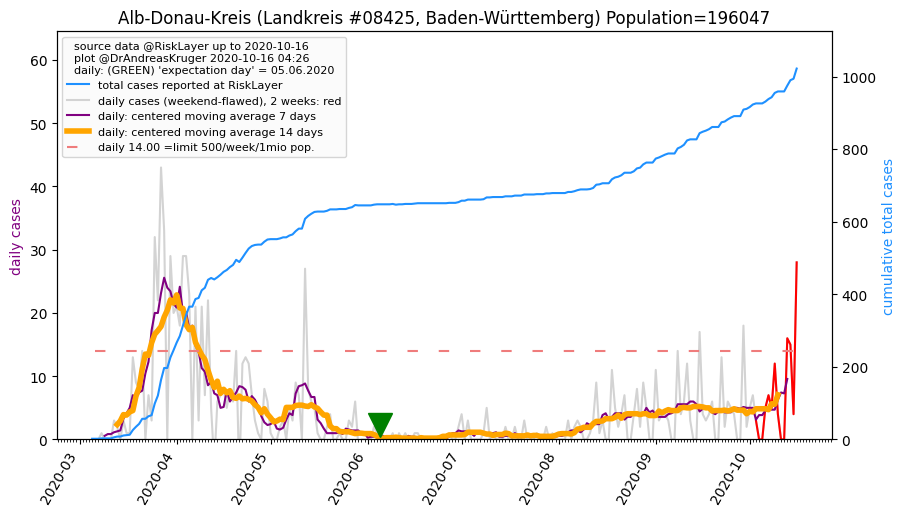 Alb-Donau-Kreis (Landkreis #08425, Baden-Württemberg) Population=196047
source data @RiskLayer up to 2020-10-16
plot @DrAndreasKruger 2020-10-16 04:26
daily: (GREEN) 'expectation day' = 05.06.2020
total cases reported at RiskLayer
daily cases (weekend-flawed), 2 weeks: red
daily: centered moving average 7 days
daily: centered moving average 14 days
daily 14.00 =limit 500/week/1mio pop.
daily cases
60
50
40
30
20
10
0
cumulative total cases
1000
800
600
400
200
0
2020-03
2020-04
2020-05
2020-06
2020-07
2020-08
2020-09
2020-10